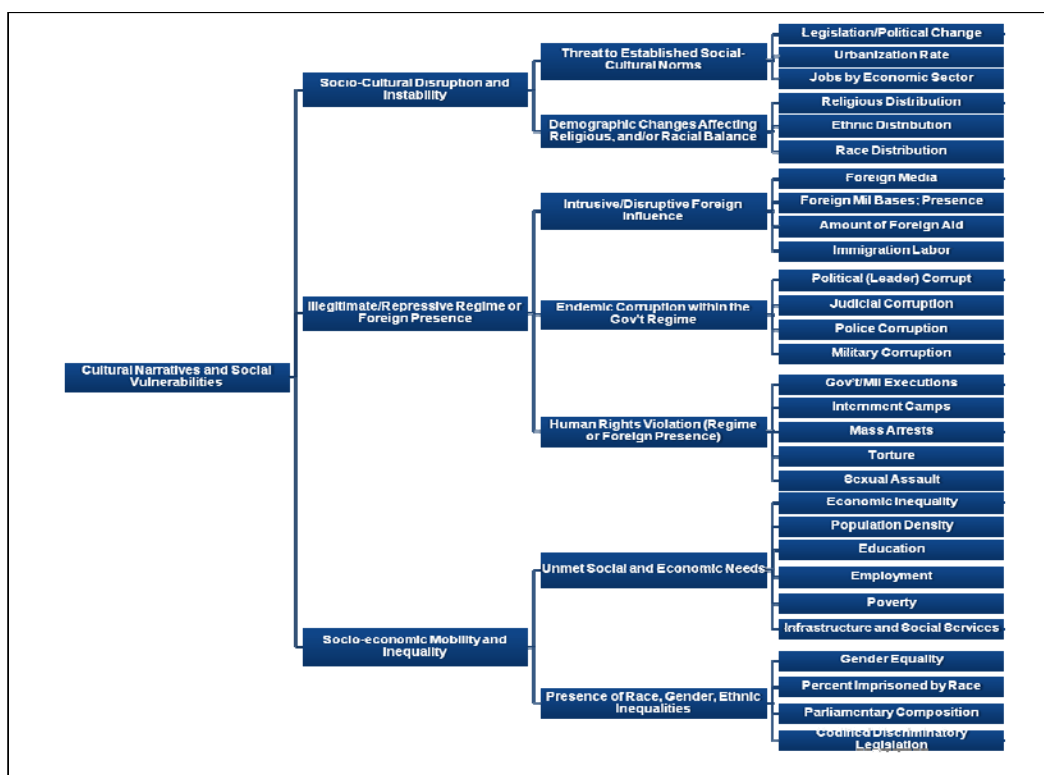 Cultural Narratives and Social
Vulnerabilities
Socio-Cultural Disruption and
Instability
Threat to Established Social-
Cultural Norms
Legislation/Political Change
Urbanization Rate
Jobs by Economic Sector
Demographic Changes Affecting
Religious, and/or Racial Balance
Religious Distribution
Ethnic Distribution
Race Distribution
Illegitimate/Repressive Regime or
Foreign Presence
Intrusive/Disruptive Foreign
Influence
Foreign Media
Foreign Mil Bases; Presence
Amount of Foreign Aid
Immigration Labor
Endemic Corruption within the
Gov't Regime
Political (Leader) Corrupt
Judicial Corruption
Police Corruption
Military Corruption
Human Rights Violation (Regime
or Foreign Presence)
Gov't/Mil Executions
Internment Camps
Mass Arrests
Torture
Sexual Assault
Socio-economic Mobility and
Inequality
Unmet Social and Economic Needs
Economic Inequality
Population Density
Education
Employment
Poverty
Infrastructure and Social Services
Presence of Race, Gender, Ethnic
Inequalities
Gender Equality
Percent Imprisoned by Race
Parliamentary Composition
Codified Discriminatory
Legislation